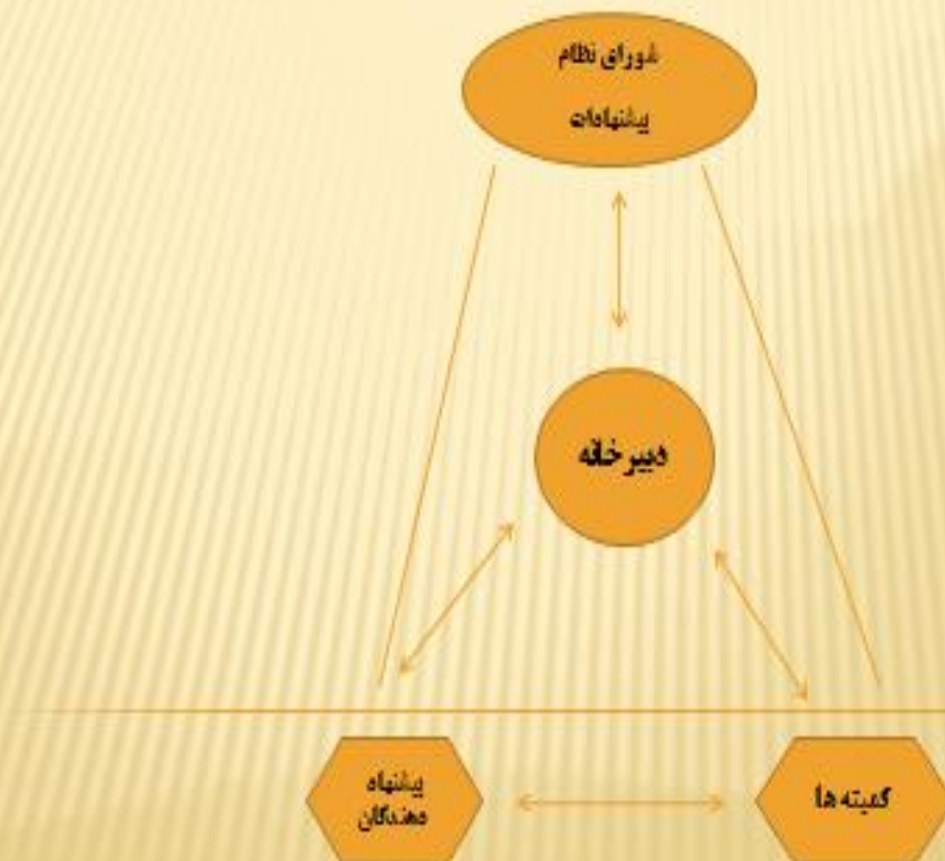 شورای نظام
پیشنهادات
دبیرخانه
پیشنهاد
دهندگان
کمیته ها